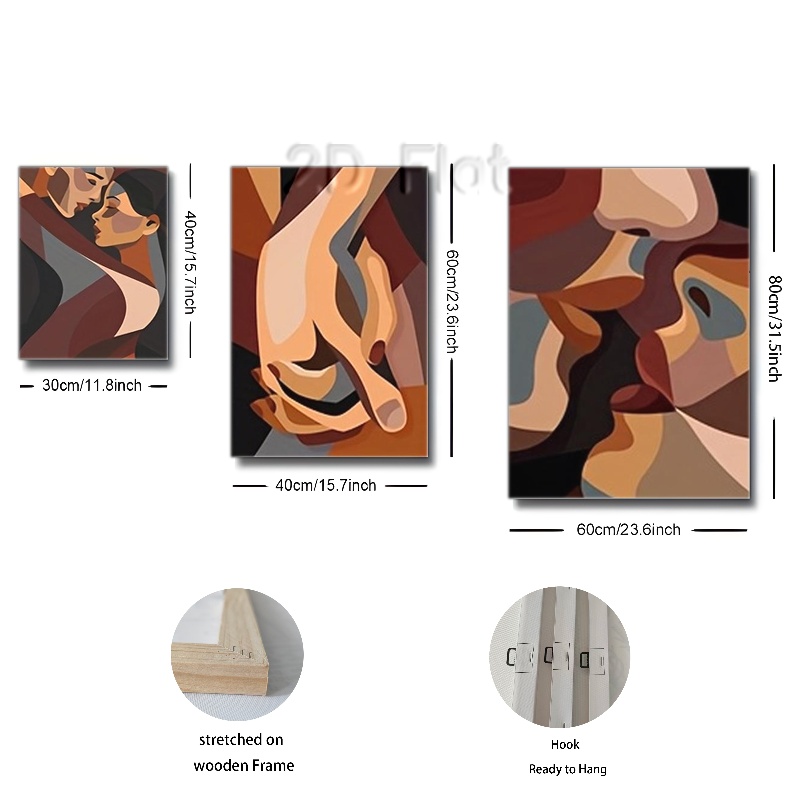 2D Flat
40cm/15.7inch
30cm/11.8inch
60cm/23.6inch
40cm/15.7inch
80cm/31.5inch
60cm/23.6inch
stretched on
wooden Frame
Hook
Ready to Hang